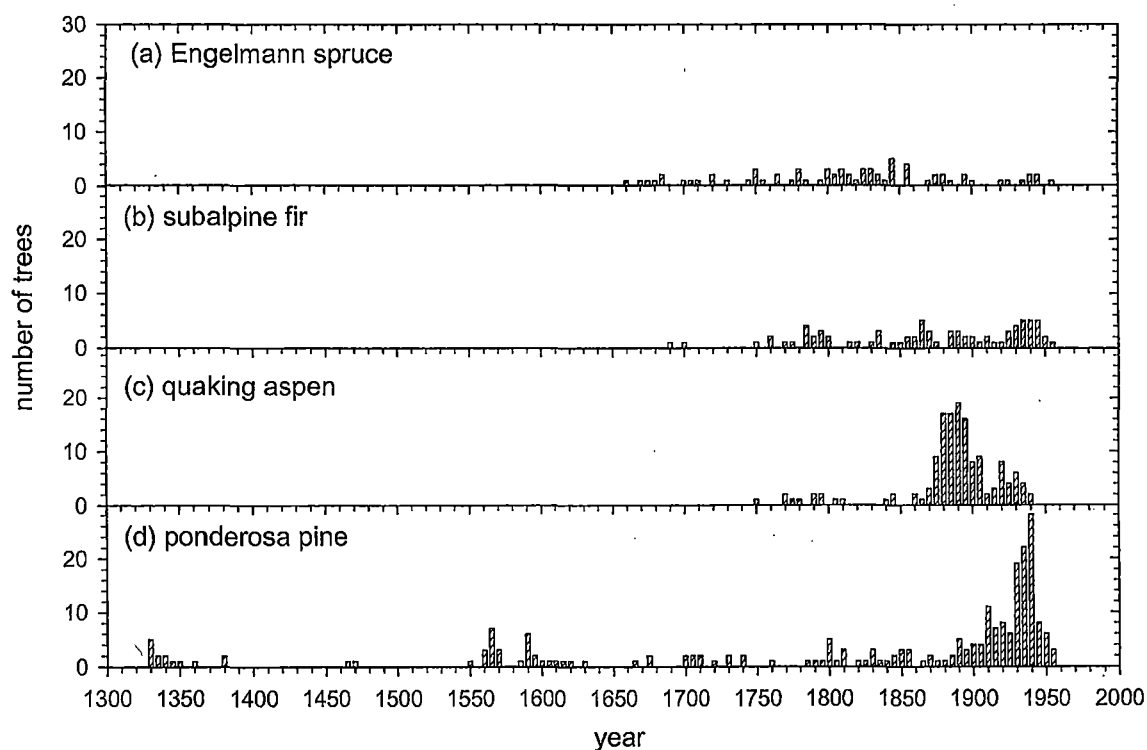 30
(a) Engelmann spruce
20
10
0
(b) subalpine fir
20
10
0
(c) quaking aspen
20
10
0
(d) ponderosa pine
20
10
0
number of trees
1300 1350 1400 1450 1500 1550 1600 1650 1700 1750 1800 1850 1900 1950 2000
year